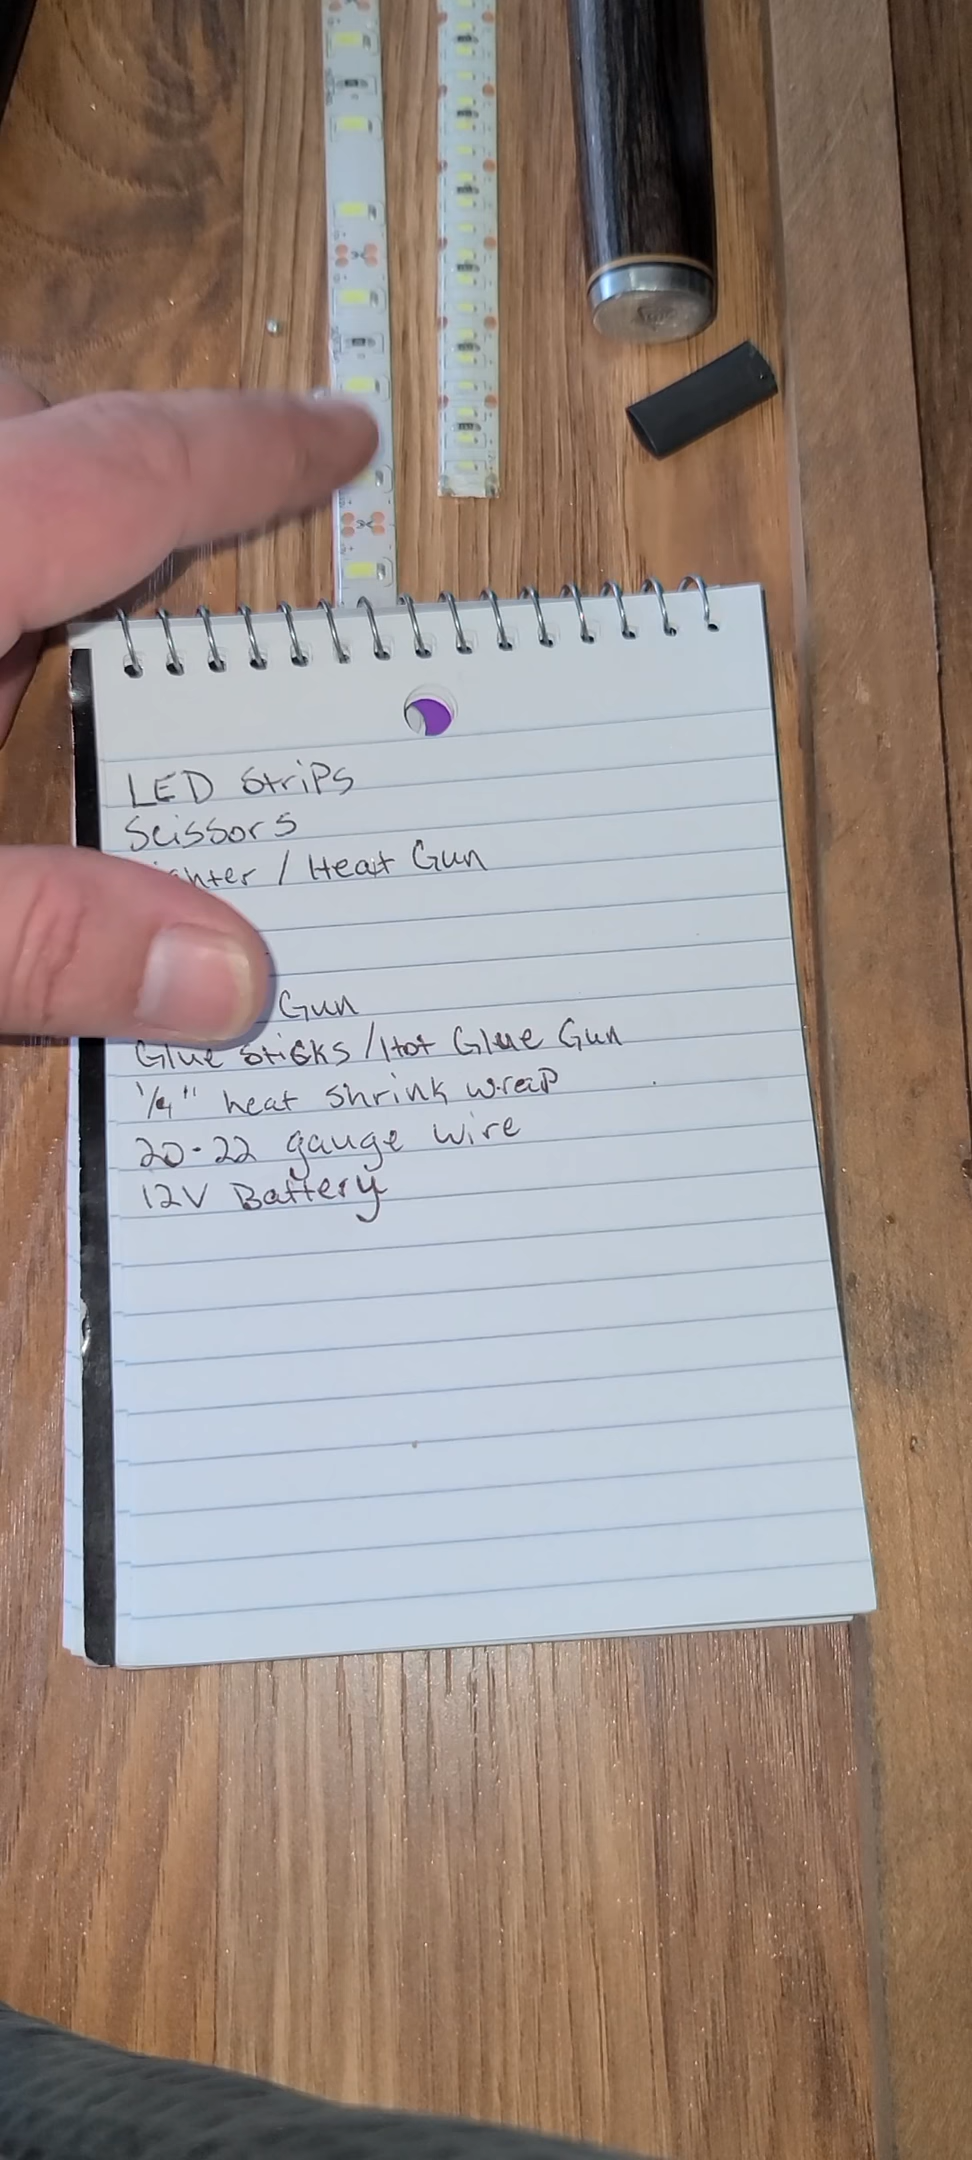 LED Strips
Scissors
/ Heat Gun
Gun
Glue Sticks / Hot Glue Gun
1/4" heat shrink wrap
20-22 gauge wire
12V Battery